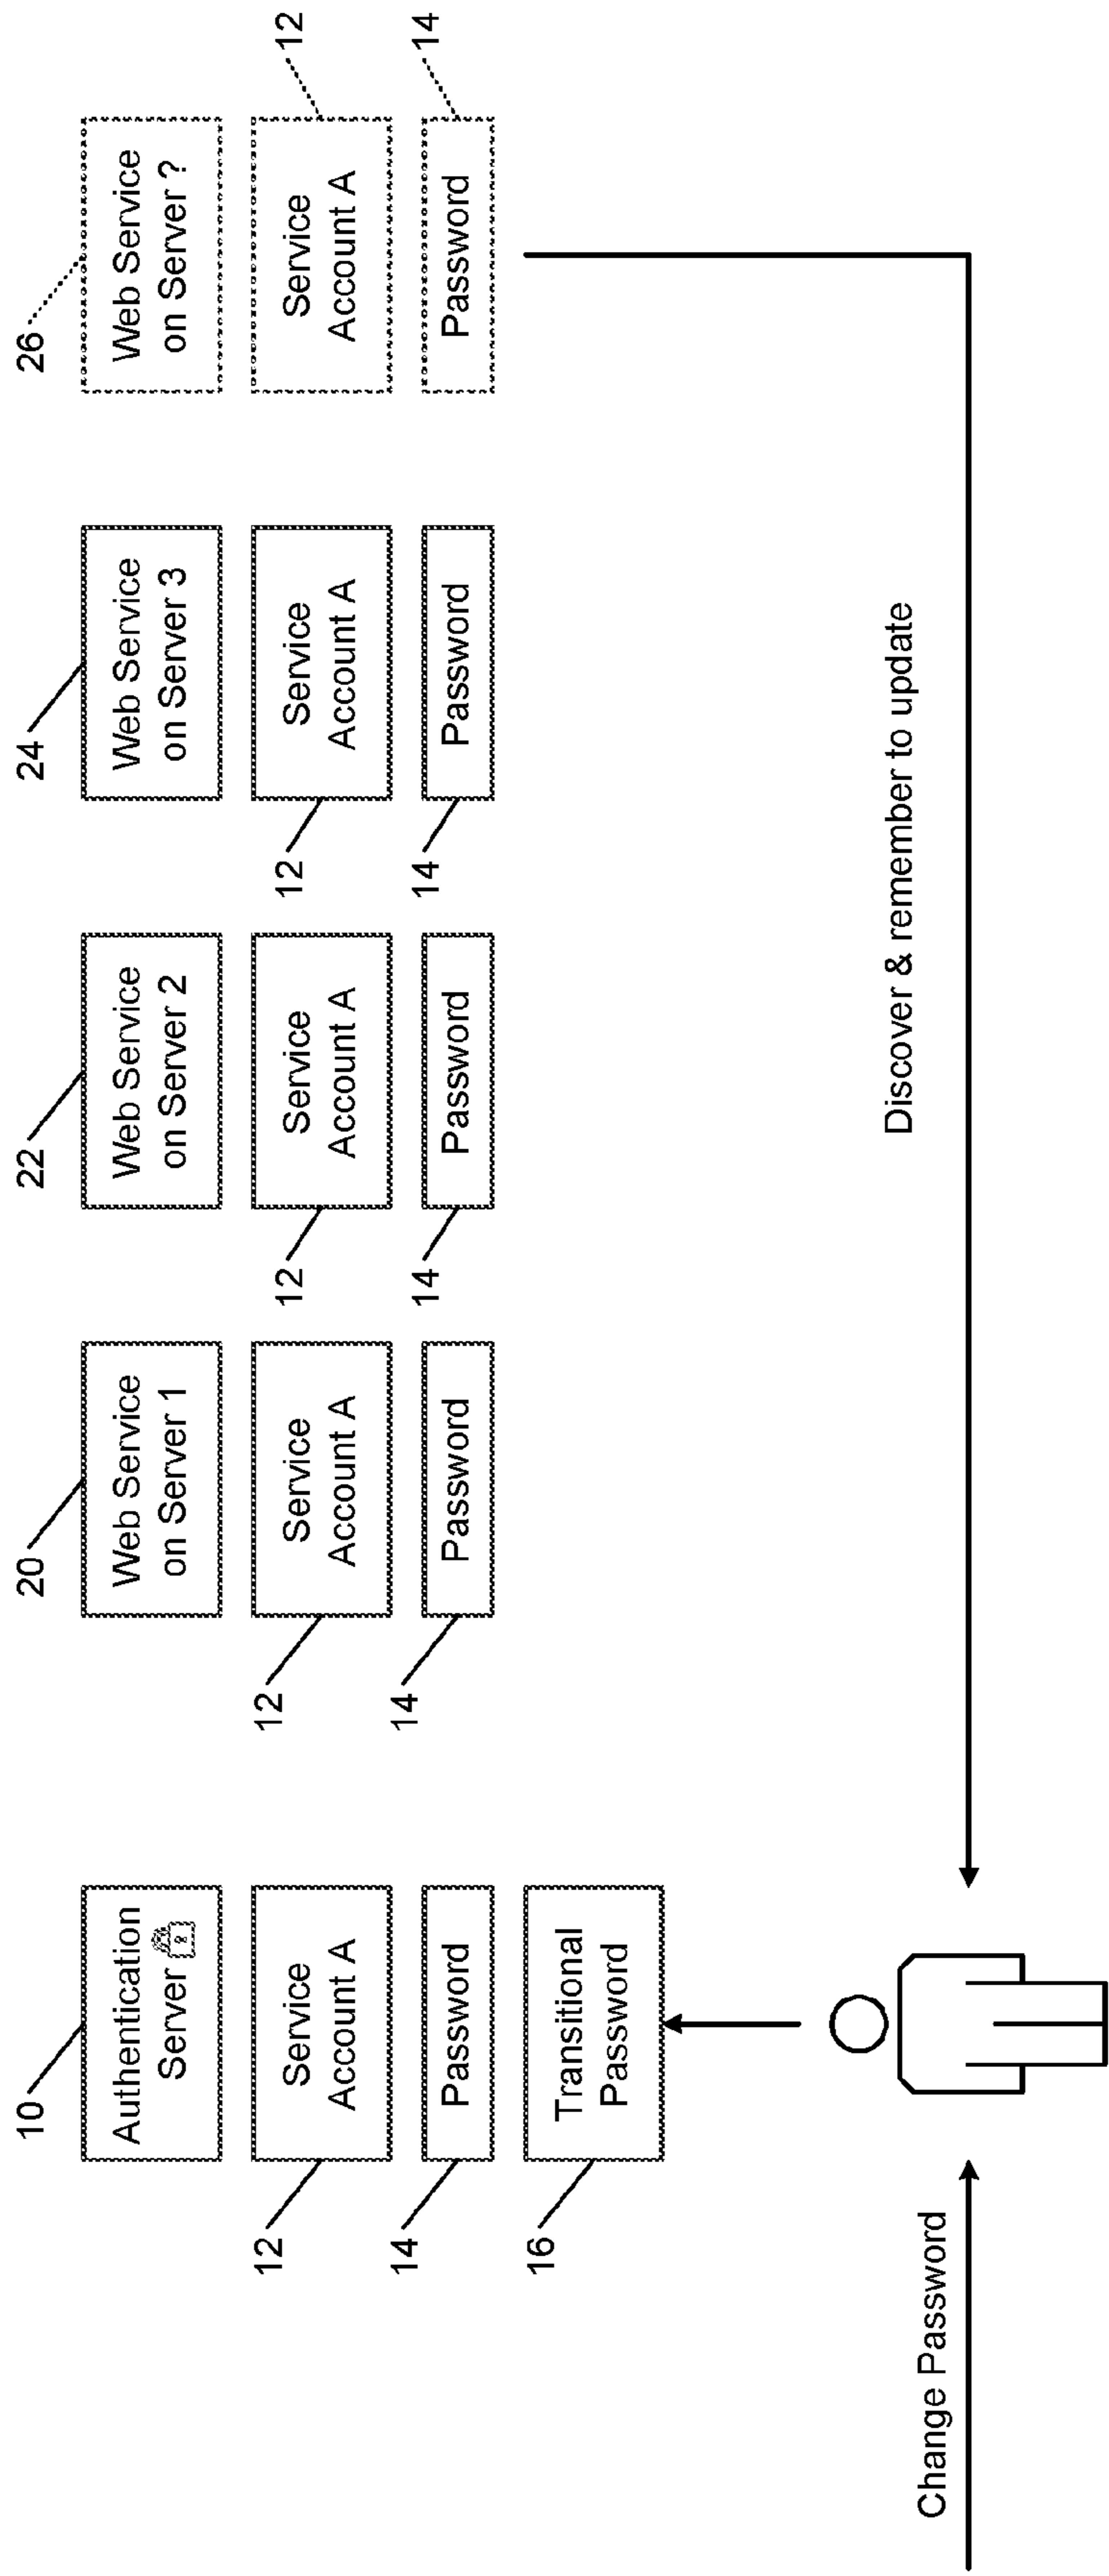 10
Authentication
Server
12
Service
Account A
14
Password
16
Transitional
Password
20
Web Service
on Server 1
12
Service
Account A
14
Password
22
Web Service
on Server 2
12
Service
Account A
14
Password
24
Web Service
on Server 3
12
Service
Account A
14
Password
26
Web Service
on Server ?
12
Service
Account A
14
Password
Change Password
Discover & remember to update